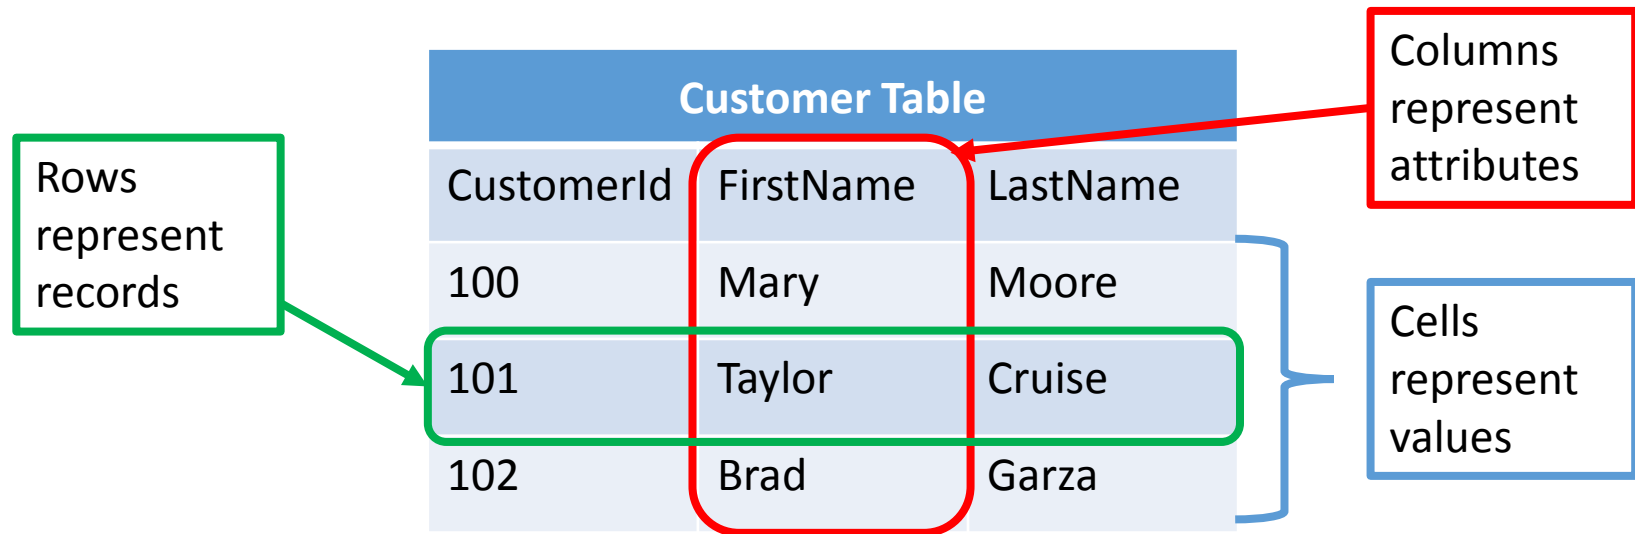 Customer Table
CustomerId FirstName LastName
100 Mary Moore
101 Taylor Cruise
102 Brad Garza
Rows
represent
records
Columns
represent
attributes
Cells
represent
values